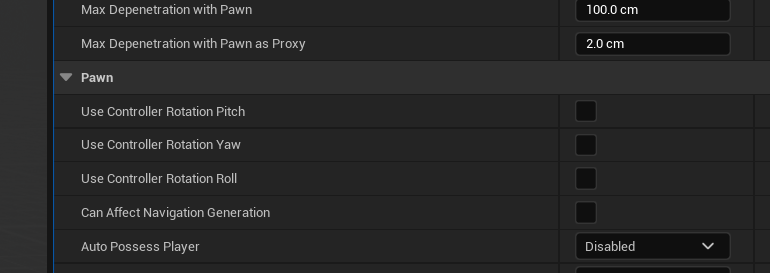 Max Depenetration with Pawn 100.0 cm
Max Depenetration with Pawn as Proxy 2.0 cm
Pawn
Use Controller Rotation Pitch
Use Controller Rotation Yaw
Use Controller Rotation Roll
Can Affect Navigation Generation
Auto Possess Player Disabled